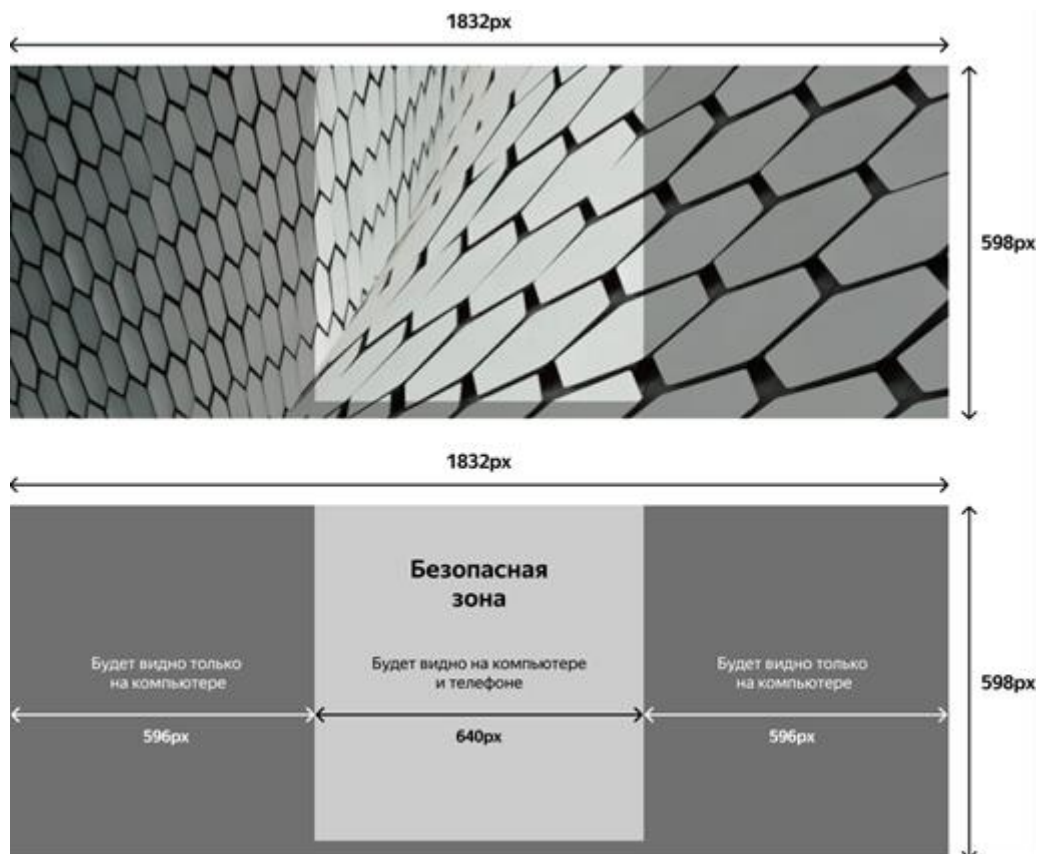 1832px
598px
1832px
Безопасная
зона
Будет видно только
на компьютере
Будет видно на компьютере
и телефоне
Будет видно только
на компьютере
598px
596px
640px
596px